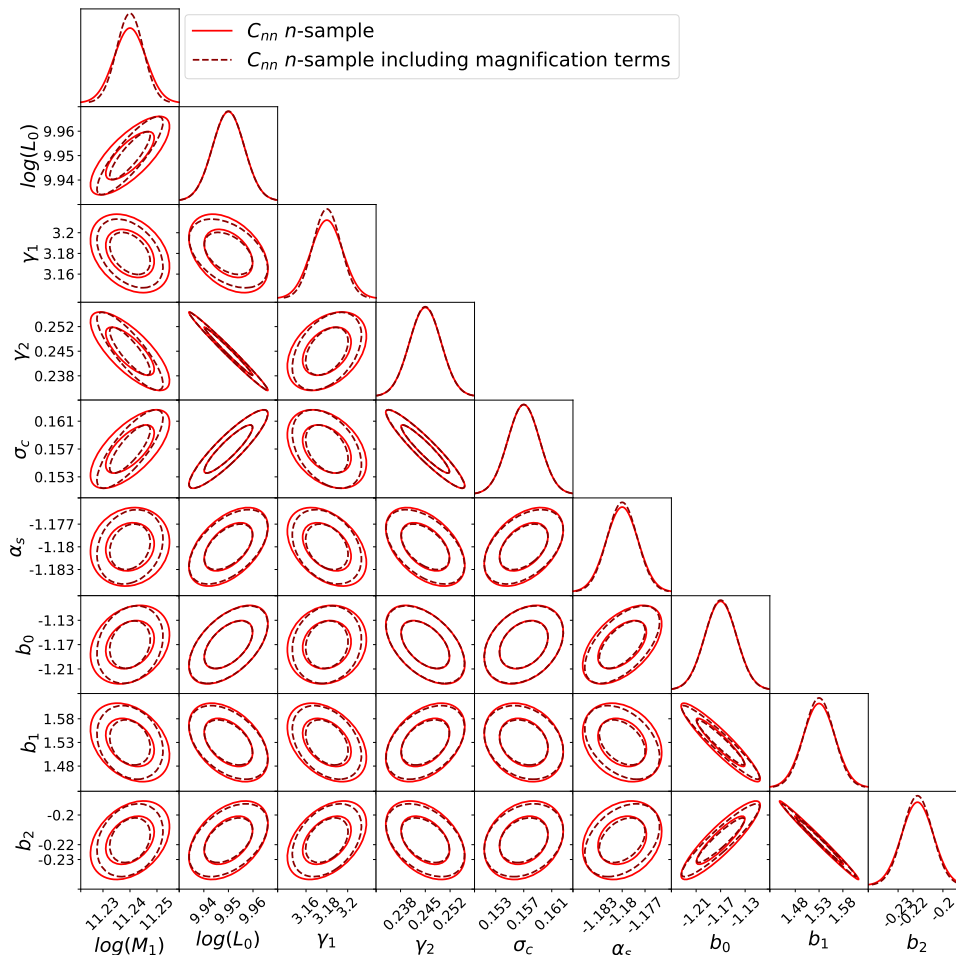 C_nn n-sample
C_nn n-sample including magnification terms
9.96
9.95
9.94
log(L_0)
3.2
3.18
3.16
γ_1
0.252
0.245
0.238
γ_2
0.161
0.157
0.153
σ_c
-1.177
-1.18
-1.183
α_s
-1.13
-1.17
-1.21
b_0
1.58
1.53
1.48
b_1
-0.2
-0.22
-0.23
b_2
11.23 11.24 11.25 9.94 9.95 9.96 3.16 3.18 3.2 0.238 0.245 0.252 0.153 0.157 0.161 -1.183 -1.18 -1.177 -1.21 -1.17 -1.13 1.48 1.53 1.58 -0.23 -0.22 -0.2
log(M_1) log(L_0) γ_1 γ_2 σ_c α_s b_0 b_1 b_2